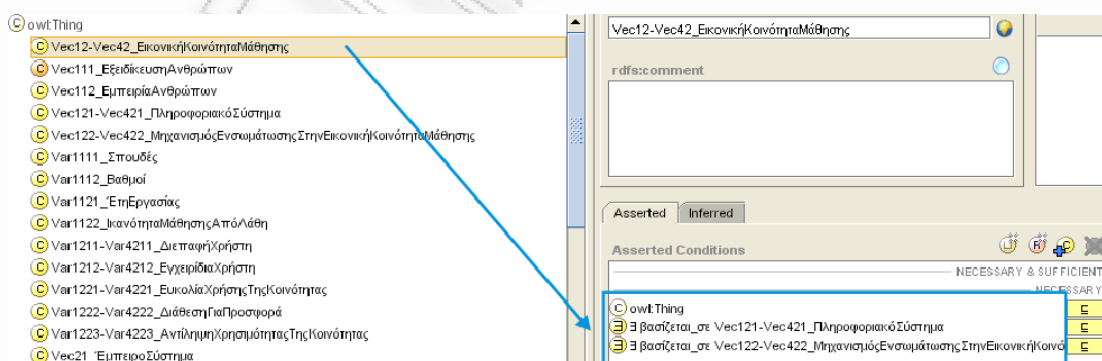 owl:Thing
Vec12-Vec42_ΕικονικήΚοινότηταΜάθησης
Vec111_ΕξειδίκευσηΑνθρώπων
Vec112_ΕμπειρίαΑνθρώπων
Vec121-Vec421_ΠληροφοριακόΣύστημα
Vec122-Vec422_ΜηχανισμόςΕνσωμάτωσηςΣτηνΕικονικήΚοινότηταΜάθησης
Var1111_Σπουδές
Var1112_Βαθμοί
Var1121_ΈτηΕργασίας
Var1122_ΙκανότηταΜάθησηςΑπόΛάθη
Var1211-Var4211_ΔιεπαφήΧρήστη
Var1212-Var4212_ΕγχειρίδιαΧρήστη
Var1221-Var4221_ΕυκολίαΧρήσηςΤηςΚοινότητας
Var1222-Var4222_ΔιάθεσηΓιαΠροσφορά
Var1223-Var4223_ΑντίληψηΧρησιμότηταςΤηςΚοινότητας
Vec21_ΈμπειροΣύστημα
Vec12-Vec42_ΕικονικήΚοινότηταΜάθησης
rdfs:comment
Asserted Inferred
Asserted Conditions
NECESSARY & SUFFICIENT
NECESSARY
owl:Thing
∃ βασίζεται_σε Vec121-Vec421_ΠληροφοριακόΣύστημα
∃ βασίζεται_σε Vec122-Vec422_ΜηχανισμόςΕνσωμάτωσηςΣτηνΕικονικήΚοινό